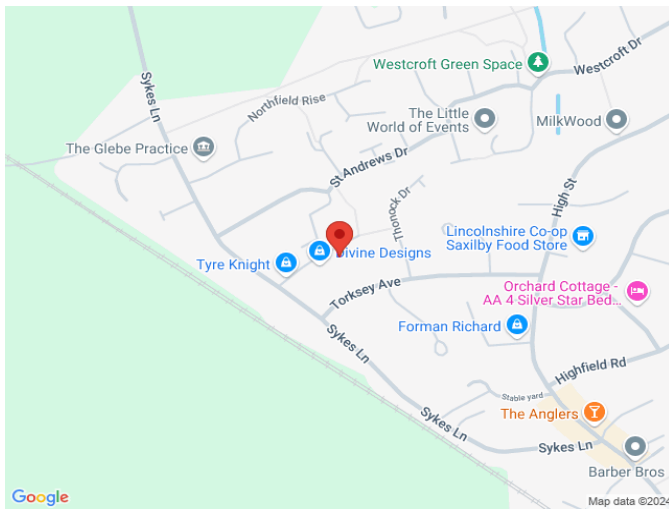 Westcroft Green Space
Westcroft Dr
Sykes Ln
Northfield Rise
The Little
World of Events
MilkWood
The Glebe Practice
St Andrews Dr
Thonock Dr
High St
Lincolnshire Co-op
Saxilby Food Store
Divine Designs
Tyre Knight
Torksey Ave
Orchard Cottage -
AA 4 Silver Star Bed...
Forman Richard
Sykes Ln
Highfield Rd
Stable yard
The Anglers
Sykes Ln
Sykes Ln
Barber Bros
Google
Map data ©2024